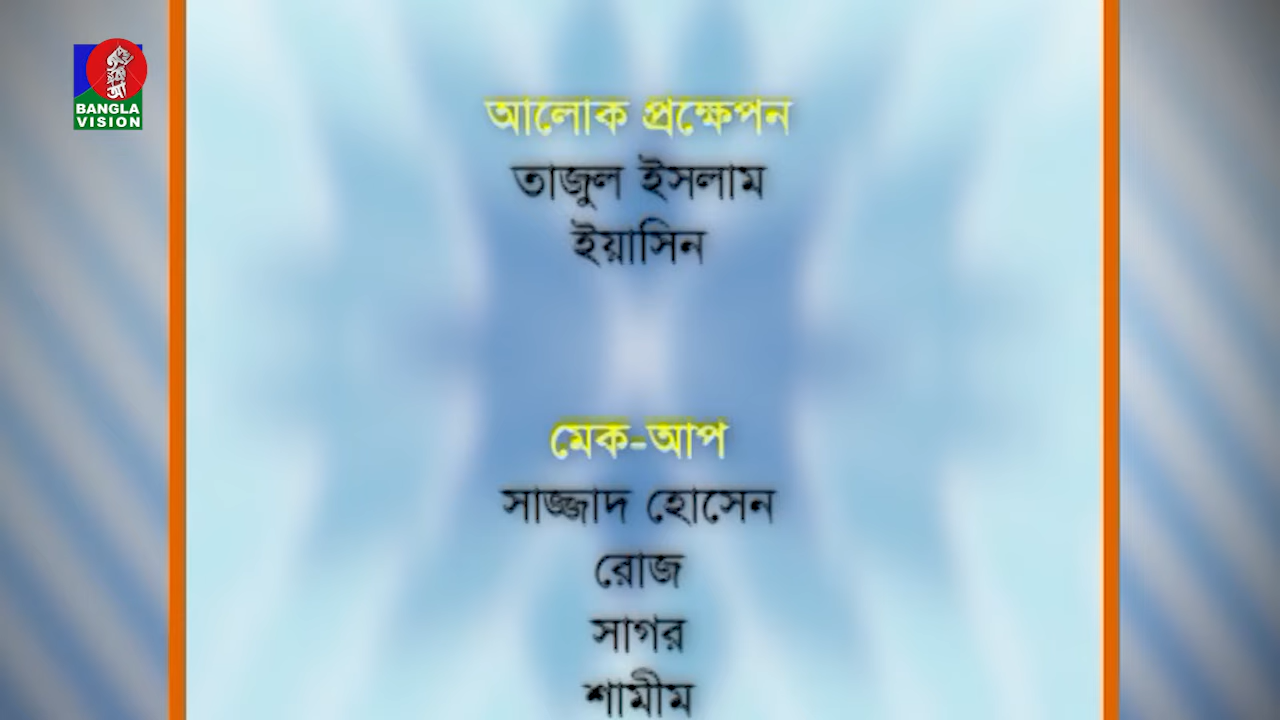 BANGLA
VISION
আলোক প্রক্ষেপন
তাজুল ইসলাম
ইয়াসিন
মেক-আপ
সাজ্জাদ হোসেন
রোজ
সাগর
শামীম